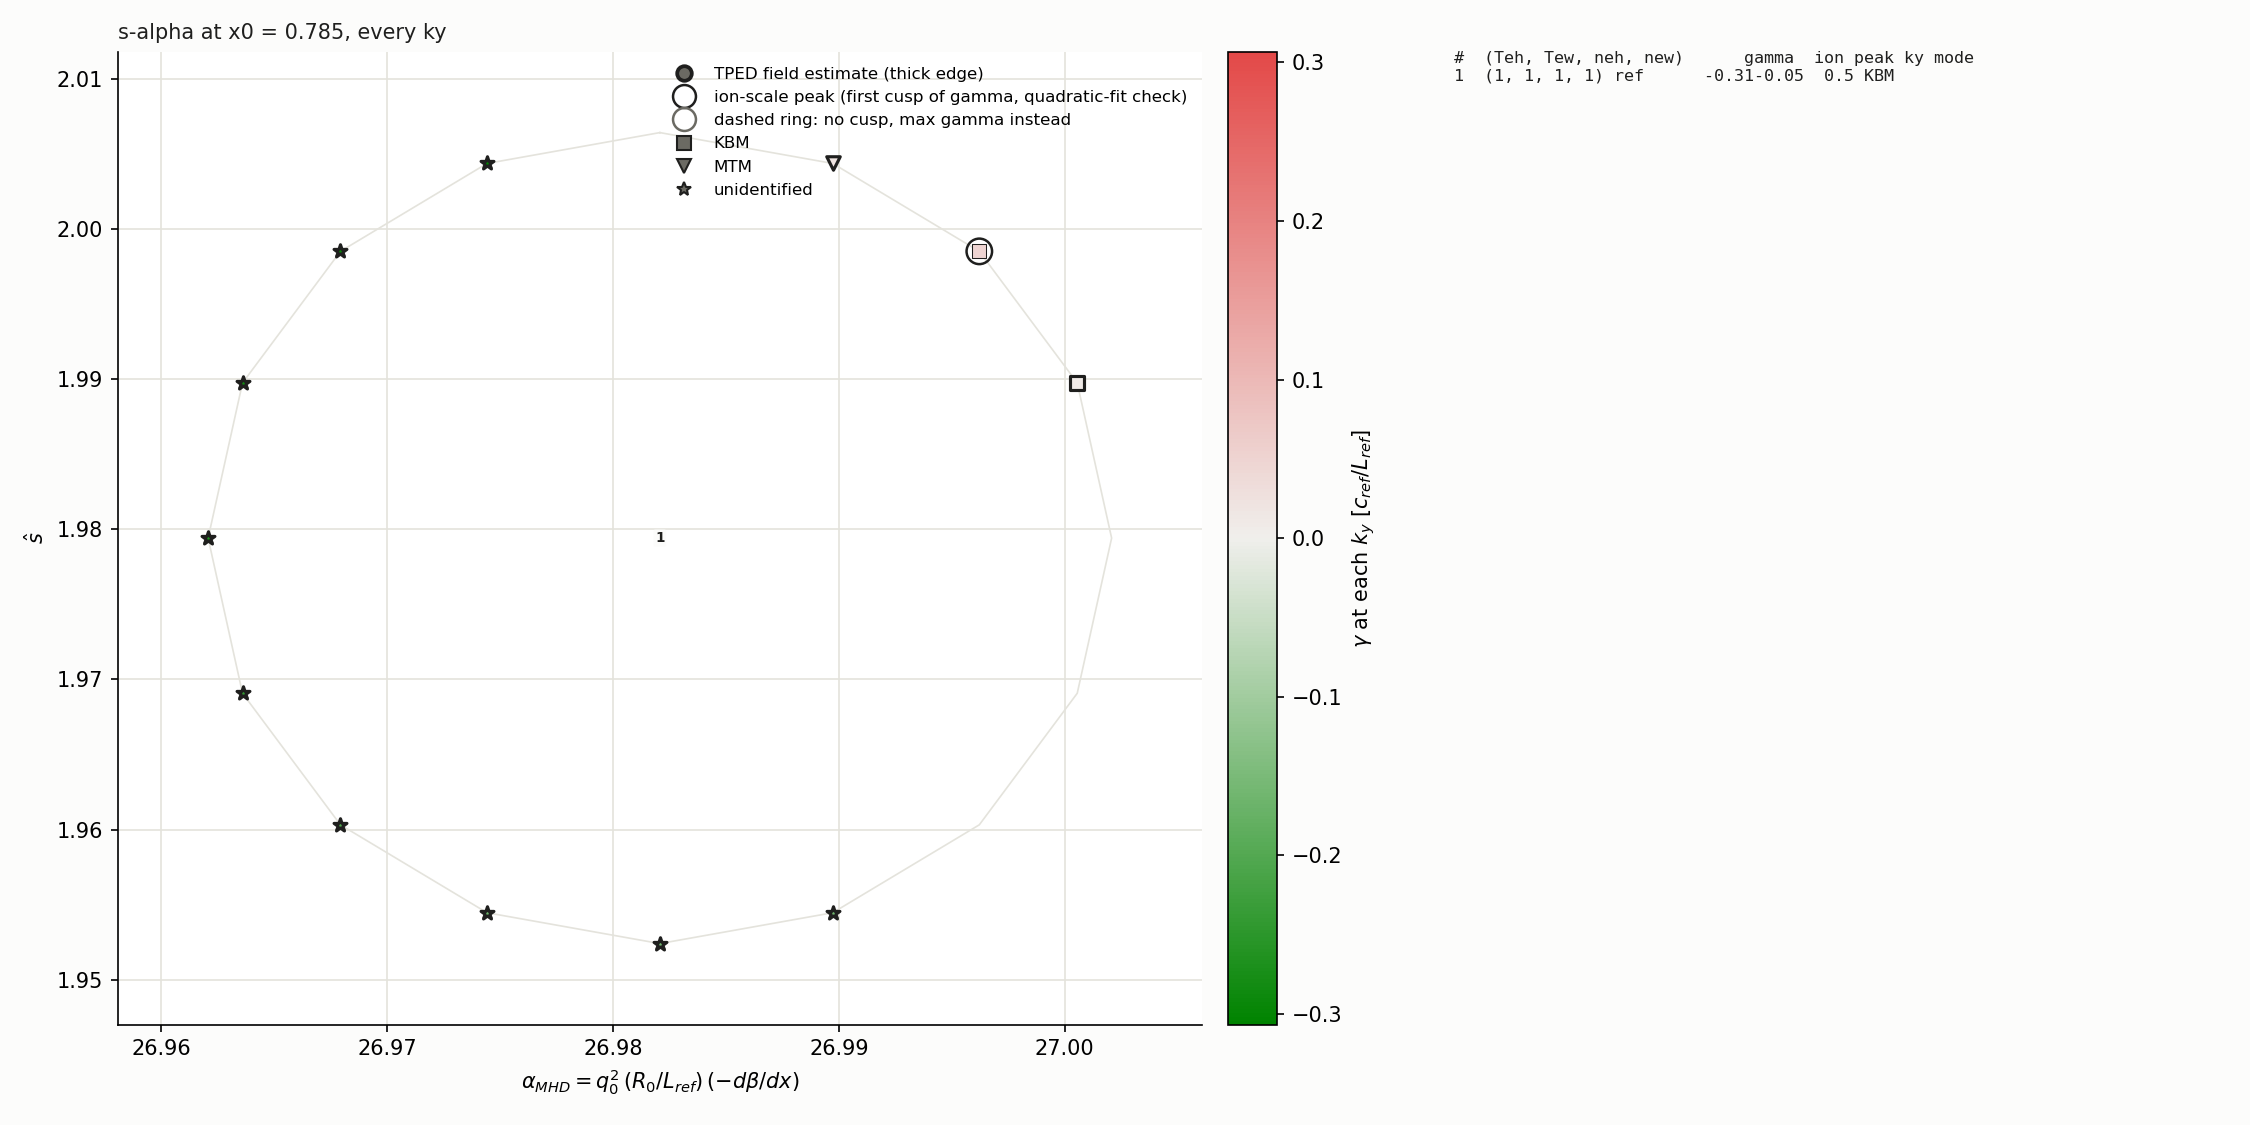 s-alpha at x0 = 0.785, every ky
TPED field estimate (thick edge)
ion-scale peak (first cusp of gamma, quadratic-fit check)
dashed ring: no cusp, max gamma instead
KBM
MTM
unidentified
2.01
2.00
1.99
1.98
1.97
1.96
1.95
ŝ
1
26.96
26.97
26.98
26.99
27.00
α_MHD = q_0^2 (R_0/L_ref) (−dβ/dx)
0.3
0.2
0.1
0.0
−0.1
−0.2
−0.3
γ at each k_y [c_ref/L_ref]
# (Teh, Tew, neh, new) gamma ion peak ky mode
1 (1, 1, 1, 1) ref -0.31-0.05 0.5 KBM